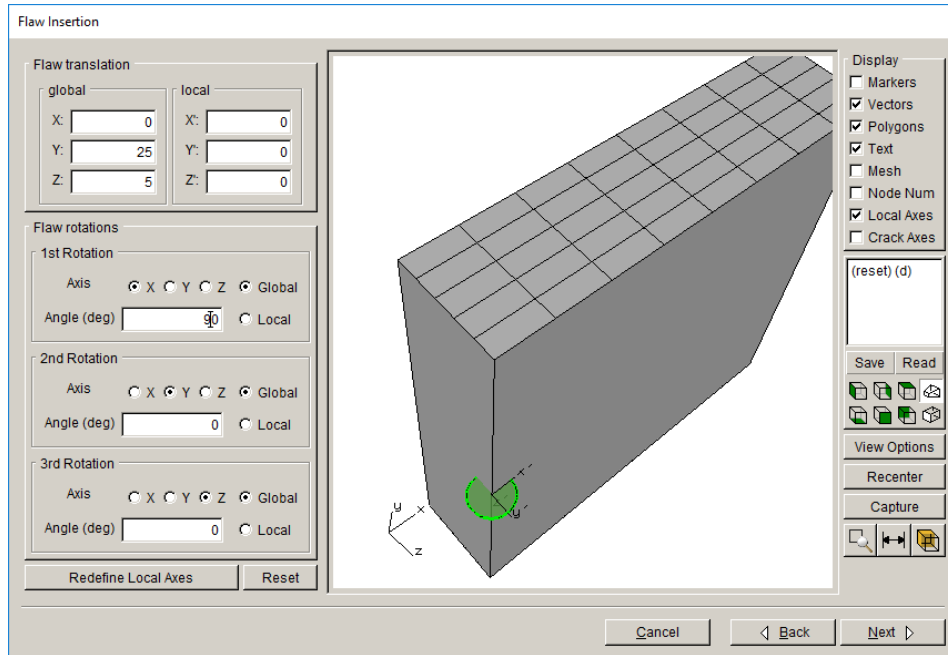 Flaw Insertion
Flaw translation
global
X: 0
Y: 25
Z: 5
local
X': 0
Y': 0
Z': 0
Flaw rotations
1st Rotation
Axis X Y Z Global
Angle (deg) 90 Local
2nd Rotation
Axis X Y Z Global
Angle (deg) 0 Local
3rd Rotation
Axis X Y Z Global
Angle (deg) 0 Local
Redefine Local Axes Reset
x'
y'
y x
z
Display
Markers
Vectors
Polygons
Text
Mesh
Node Num
Local Axes
Crack Axes
(reset) (d)
Save Read
View Options
Recenter
Capture
Cancel Back Next